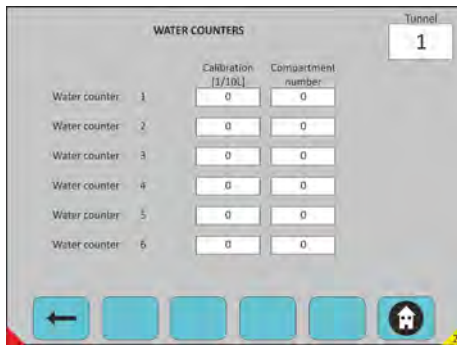 WATER COUNTERS
Tunnel
1
Calibration Compartment
[1/10L] number
Water counter 1 0 0
Water counter 2 0 0
Water counter 3 0 0
Water counter 4 0 0
Water counter 5 0 0
Water counter 6 0 0
2